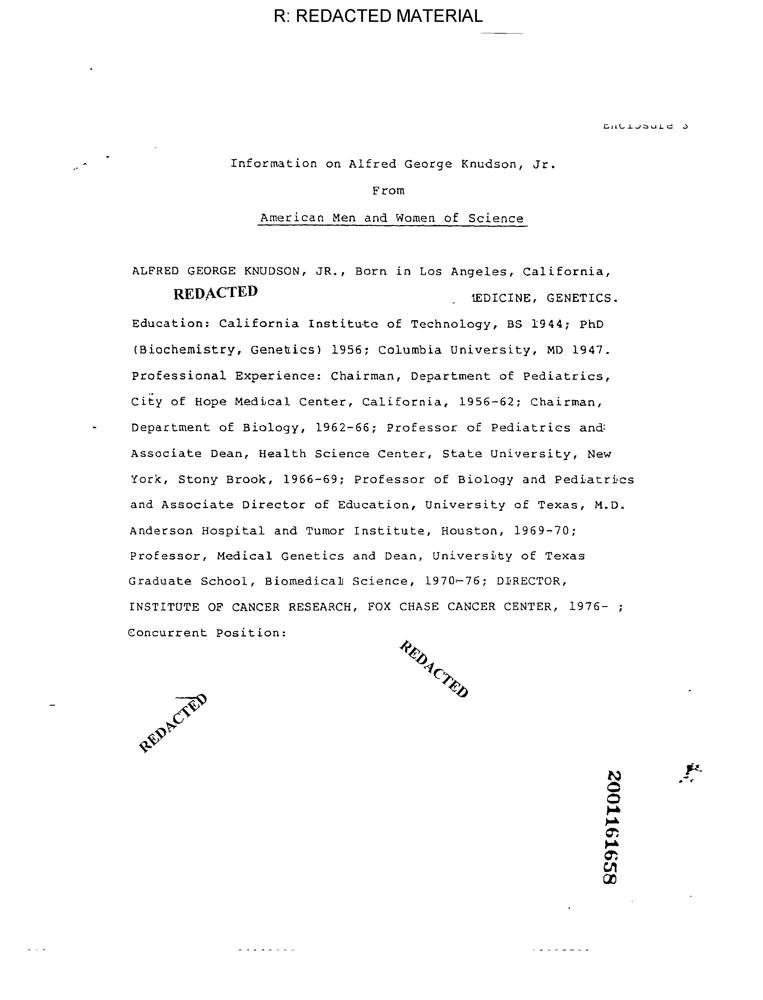 R: REDACTED MATERIAL
Enclosure 3
Information on Alfred George Knudson, Jr.
From
American Men and Women of Science
ALFRED GEORGE KNUDSON, JR., Born in Los Angeles, California,
REDACTED EDICINE, GENETICS.
Education: California Institute of Technology, BS 1944; PhD
(Biochemistry, Genetics) 1956; Columbia University, MD 1947.
Professional Experience: Chairman, Department of Pediatrics,
City of Hope Medical Center, California, 1956-62; Chairman,
Department of Biology, 1962-66; Professor of Pediatrics and
Associate Dean, Health Science Center, State University, New
York, Stony Brook, 1966-69; Professor of Biology and Pediatrics
and Associate Director of Education, University of Texas, M.D.
Anderson Hospital and Tumor Institute, Houston, 1969-70;
Professor, Medical Genetics and Dean, University of Texas
Graduate School, Biomedical Science, 1970-76; DIRECTOR,
INSTITUTE OF CANCER RESEARCH, FOX CHASE CANCER CENTER, 1976- ;
Concurrent Position:
REDACTED
REDACTED
2001161658